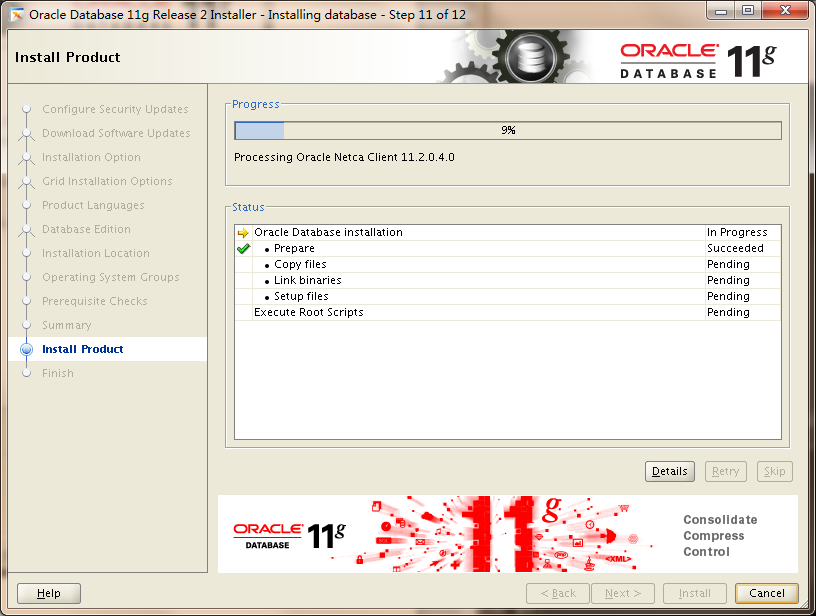 Oracle Database 11g Release 2 Installer - Installing database - Step 11 of 12
Install Product
ORACLE
DATABASE
11g
Configure Security Updates
Download Software Updates
Installation Option
Grid Installation Options
Product Languages
Database Edition
Installation Location
Operating System Groups
Prerequisite Checks
Summary
Install Product
Finish
Progress
9%
Processing Oracle Netca Client 11.2.0.4.0
Status
Oracle Database installation In Progress
• Prepare Succeeded
• Copy files Pending
• Link binaries Pending
• Setup files Pending
Execute Root Scripts Pending
Details Retry Skip
ORACLE
DATABASE
11g
11g
<XML>
Consolidate
Compress
Control
Help < Back Next > Install Cancel